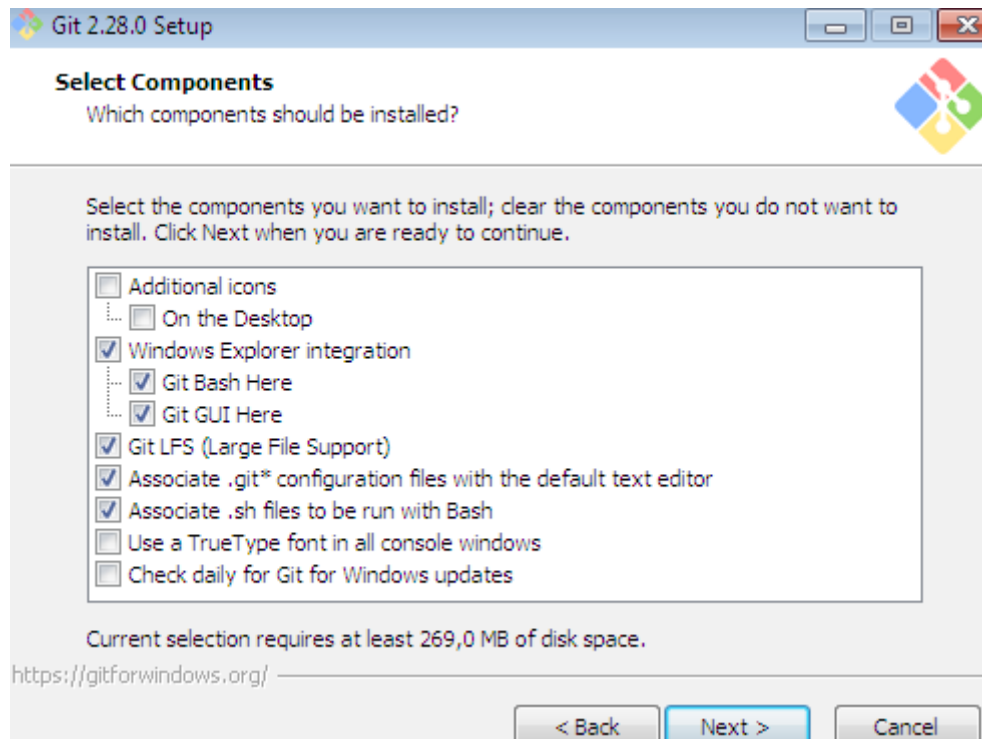 Git 2.28.0 Setup
Select Components
Which components should be installed?
Select the components you want to install; clear the components you do not want to
install. Click Next when you are ready to continue.
Additional icons
On the Desktop
Windows Explorer integration
Git Bash Here
Git GUI Here
Git LFS (Large File Support)
Associate .git* configuration files with the default text editor
Associate .sh files to be run with Bash
Use a TrueType font in all console windows
Check daily for Git for Windows updates
Current selection requires at least 269,0 MB of disk space.
https://gitforwindows.org/
< Back Next > Cancel